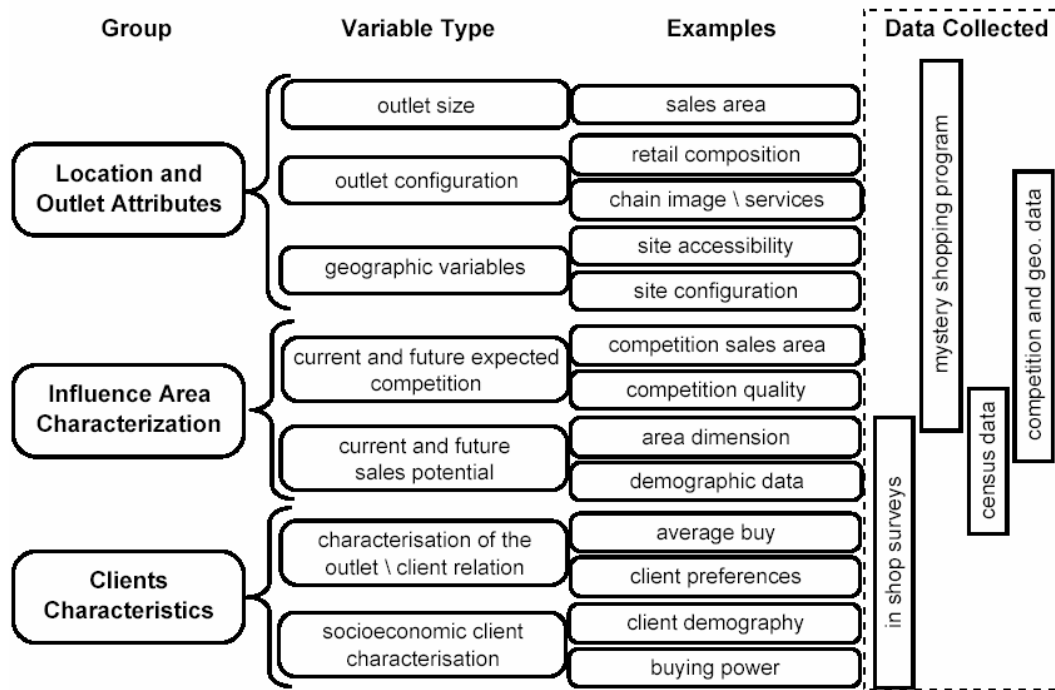 Group
Variable Type
Examples
Data Collected
Location and
Outlet Attributes
outlet size
sales area
outlet configuration
retail composition
chain image \ services
geographic variables
site accessibility
site configuration
Influence Area
Characterization
current and future expected
competition
competition sales area
competition quality
current and future
sales potential
area dimension
demographic data
Clients
Characteristics
characterisation of the
outlet \ client relation
average buy
client preferences
socioeconomic client
characterisation
client demography
buying power
in shop surveys
mystery shopping program
census data
competition and geo. data